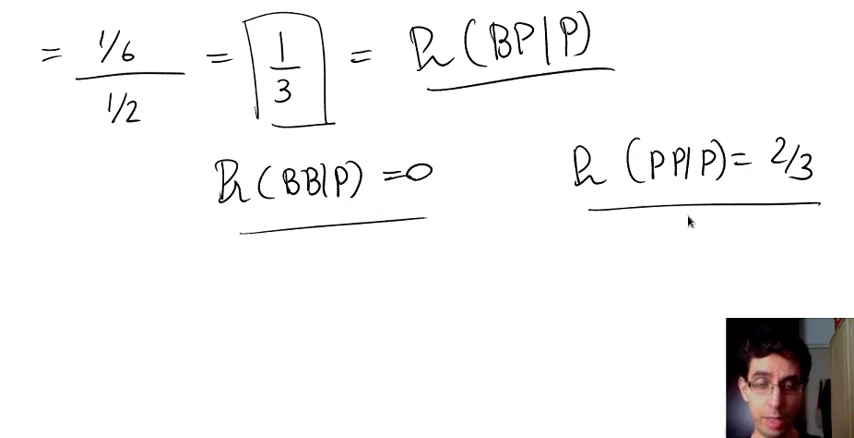 = 1/6 / 1/2 = 1/3 = Pr(BP|P)
Pr(BB|P) = 0
Pr(PP|P) = 2/3